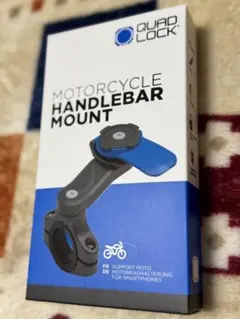 QUAD
LOCK®
MOTORCYCLE
HANDLEBAR
MOUNT
FR SUPPORT MOTO
DE MOTORRADHALTERUNG
FÜR SMARTPHONES